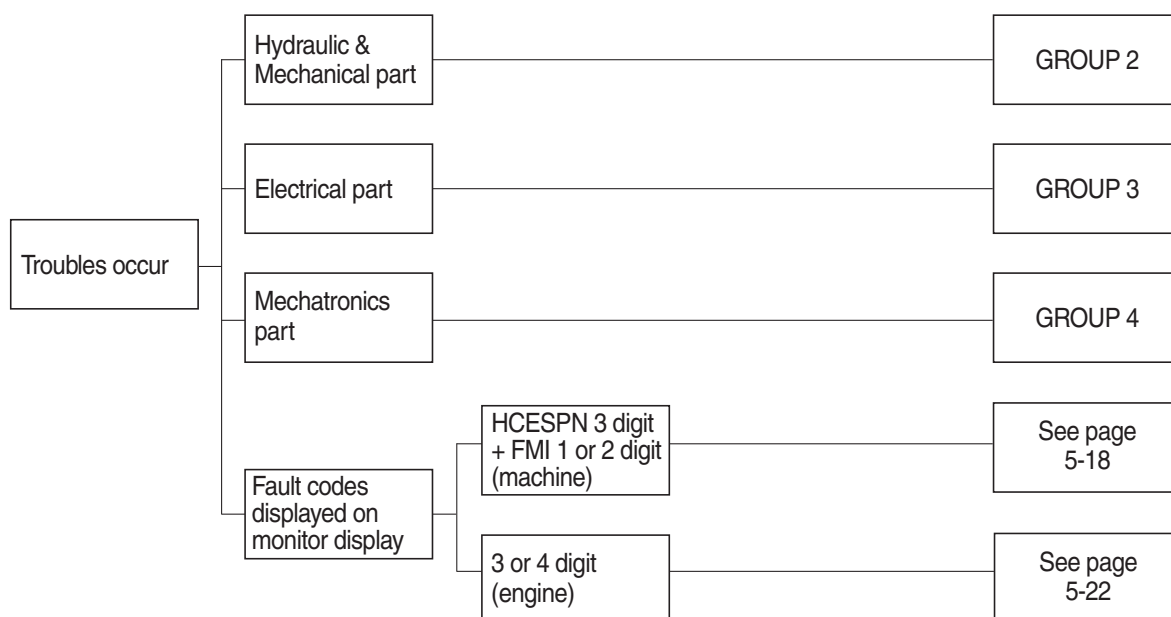 Troubles occur
Hydraulic &
Mechanical part
GROUP 2
Electrical part
GROUP 3
Mechatronics
part
GROUP 4
Fault codes
displayed on
monitor display
HCESPN 3 digit
+ FMI 1 or 2 digit
(machine)
See page
5-18
3 or 4 digit
(engine)
See page
5-22